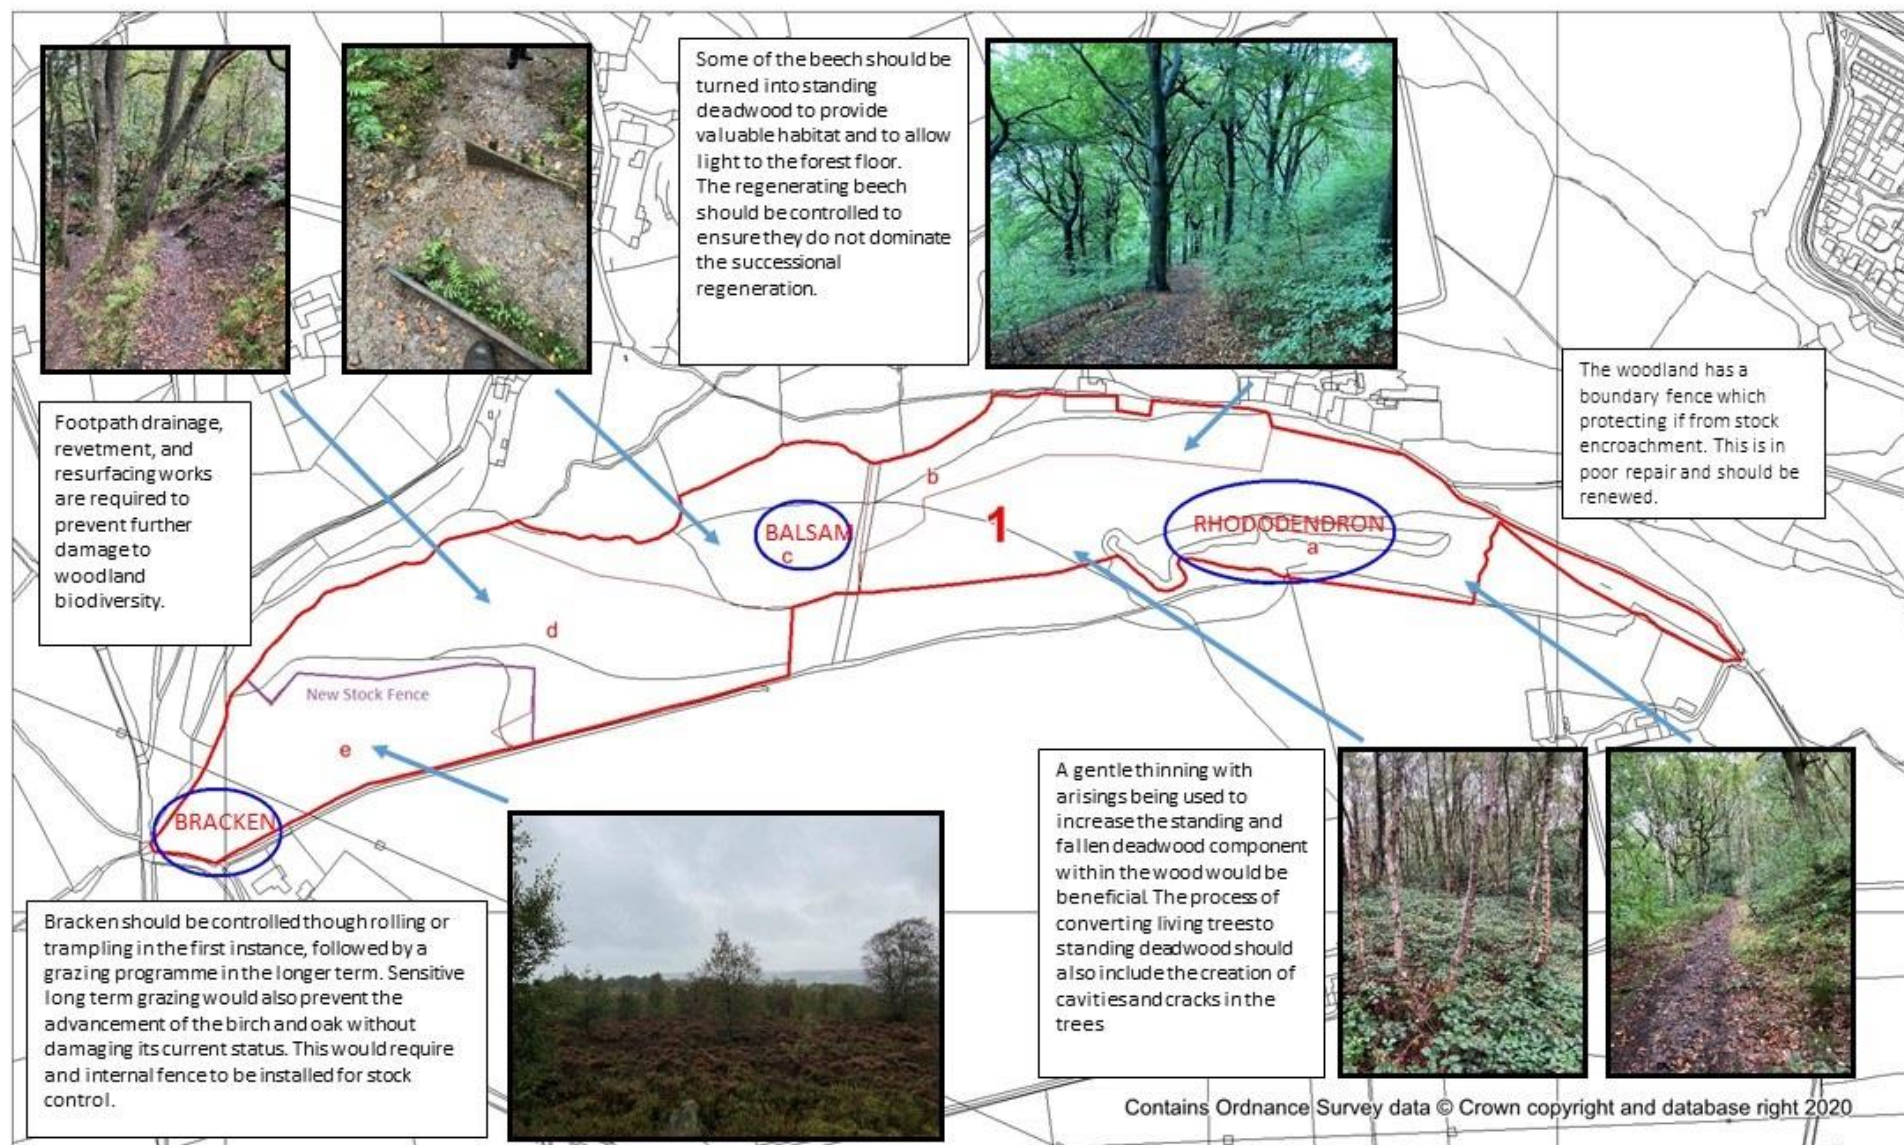 Some of the beech should be
turned into standing
deadwood to provide
valuable habitat and to allow
light to the forest floor.
The regenerating beech
should be controlled to
ensure they do not dominate
the successional
regeneration.
The woodland has a
boundary fence which
protecting if from stock
encroachment. This is in
poor repair and should be
renewed.
Footpath drainage,
revetment, and
resurfacing works
are required to
prevent further
damage to
woodland
biodiversity.
b
1
BALSAM
c
RHODODENDRON
a
d
New Stock Fence
e
BRACKEN
Bracken should be controlled though rolling or
trampling in the first instance, followed by a
grazing programme in the longer term. Sensitive
long term grazing would also prevent the
advancement of the birch and oak without
damaging its current status. This would require
and internal fence to be installed for stock
control.
A gentle thinning with
arisings being used to
increase the standing and
fallen deadwood component
within the wood would be
beneficial. The process of
converting living trees to
standing deadwood should
also include the creation of
cavities and cracks in the
trees
Contains Ordnance Survey data © Crown copyright and database right 2020